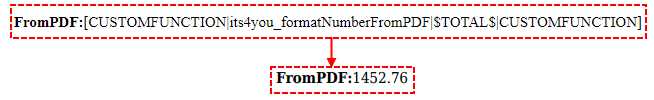 FromPDF:[CUSTOMFUNCTION|its4you_formatNumberFromPDF|$TOTAL$|CUSTOMFUNCTION]
FromPDF:1452.76